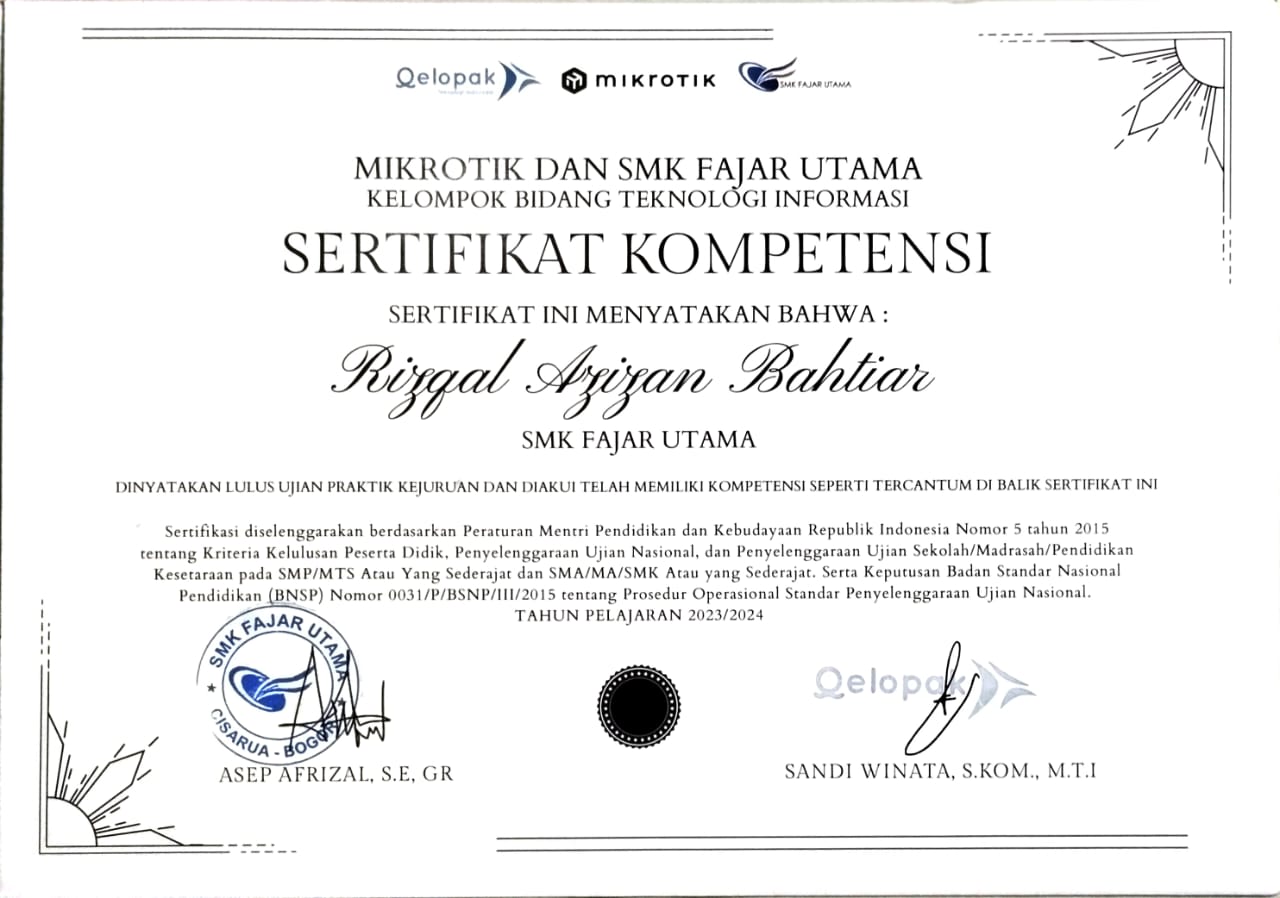 Qelopak
MIKROTIK
SMK FAJAR UTAMA
MIKROTIK DAN SMK FAJAR UTAMA
KELOMPOK BIDANG TEKNOLOGI INFORMASI
SERTIFIKAT KOMPETENSI
SERTIFIKAT INI MENYATAKAN BAHWA :
Rizqal Azizan Bahtiar
SMK FAJAR UTAMA
DINYATAKAN LULUS UJIAN PRAKTIK KEJURUAN DAN DIAKUI TELAH MEMILIKI KOMPETENSI SEPERTI TERCANTUM DI BALIK SERTIFIKAT INI
Sertifikasi diselenggarakan berdasarkan Peraturan Mentri Pendidikan dan Kebudayaan Republik Indonesia Nomor 5 tahun 2015
tentang Kriteria Kelulusan Peserta Didik, Penyelenggaraan Ujian Nasional, dan Penyelenggaraan Ujian Sekolah/Madrasah/Pendidikan
Kesetaraan pada SMP/MTS Atau Yang Sederajat dan SMA/MA/SMK Atau yang Sederajat. Serta Keputusan Badan Standar Nasional
Pendidikan (BNSP) Nomor 0031/P/BSNP/III/2015 tentang Prosedur Operasional Standar Penyelenggaraan Ujian Nasional.
TAHUN PELAJARAN 2023/2024
SMK FAJAR UTAMA
CISARUA - BOGOR
Qelopak
ASEP AFRIZAL, S.E, GR
SANDI WINATA, S.KOM., M.T.I